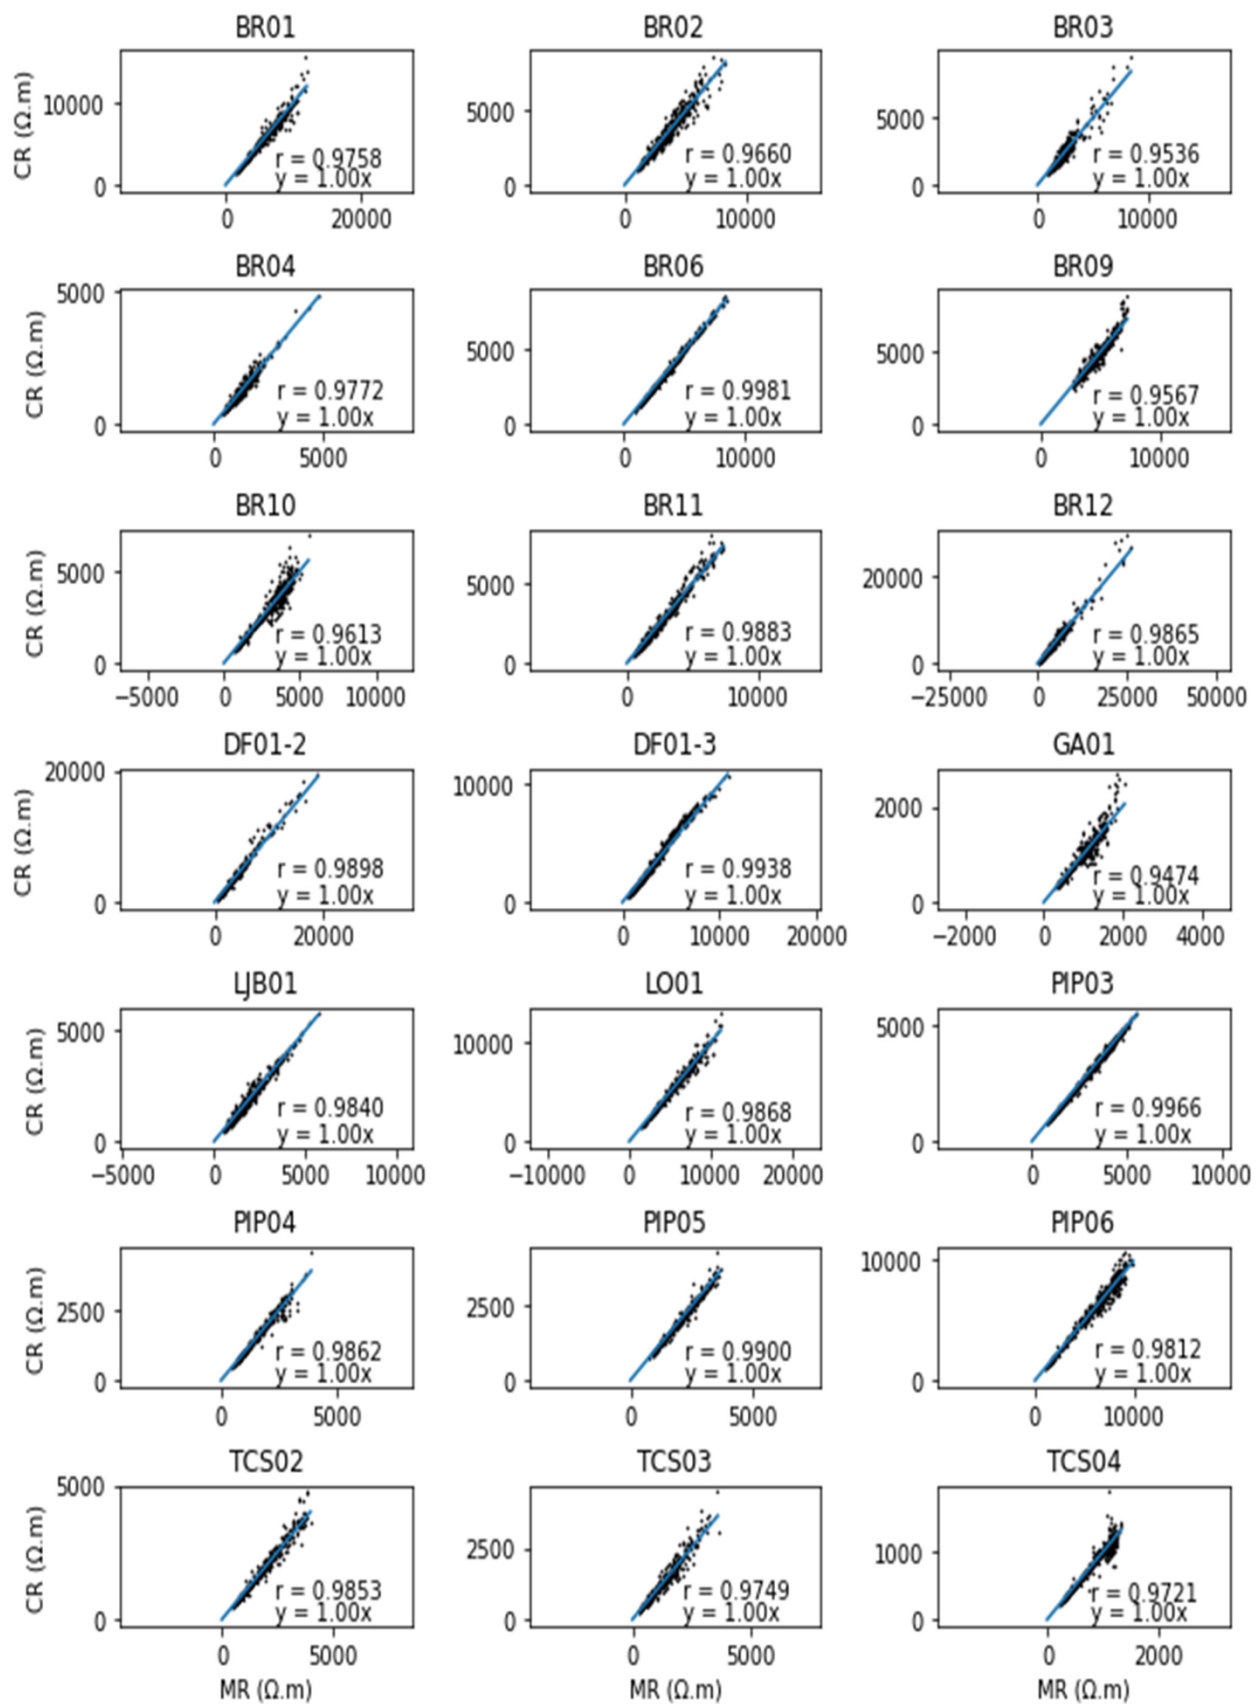 BR01 BR02 BR03
CR (Ω.m)
10000 5000 5000
r = 0.9758 r = 0.9660 r = 0.9536
y = 1.00x y = 1.00x y = 1.00x
0 0 0
0 20000 0 10000 0 10000
BR04 BR06 BR09
CR (Ω.m)
5000 5000 5000
r = 0.9772 r = 0.9981 r = 0.9567
y = 1.00x y = 1.00x y = 1.00x
0 0 0
0 5000 0 10000 0 10000
BR10 BR11 BR12
CR (Ω.m)
5000 5000 20000
r = 0.9613 r = 0.9883 r = 0.9865
y = 1.00x y = 1.00x y = 1.00x
0 0 0
−5000 0 5000 10000 0 10000 −25000 0 25000 50000
DF01-2 DF01-3 GA01
CR (Ω.m)
20000 10000 2000
r = 0.9898 r = 0.9938 r = 0.9474
y = 1.00x y = 1.00x y = 1.00x
0 0 0
0 20000 0 10000 20000 −2000 0 2000 4000
LJB01 LO01 PIP03
CR (Ω.m)
5000 10000 5000
r = 0.9840 r = 0.9868 r = 0.9966
y = 1.00x y = 1.00x y = 1.00x
0 0 0
−5000 0 5000 10000 −10000 0 10000 20000 0 5000 10000
PIP04 PIP05 PIP06
CR (Ω.m)
2500 2500 10000
r = 0.9862 r = 0.9900 r = 0.9812
y = 1.00x y = 1.00x y = 1.00x
0 0 0
0 5000 0 5000 0 10000
TCS02 TCS03 TCS04
CR (Ω.m)
5000 2500 1000
r = 0.9853 r = 0.9749 r = 0.9721
y = 1.00x y = 1.00x y = 1.00x
0 0 0
0 5000 0 5000 0 2000
MR (Ω.m) MR (Ω.m) MR (Ω.m)